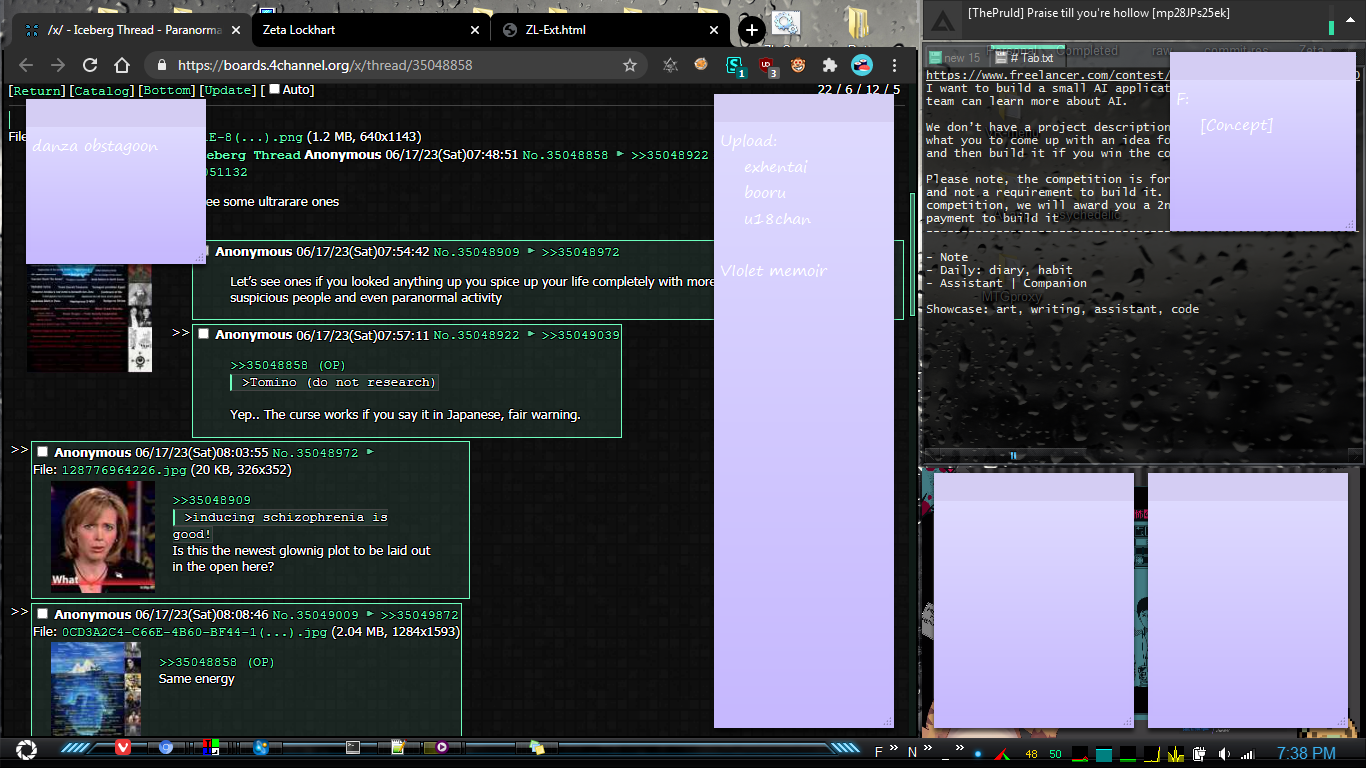 /x/ - Iceberg Thread - Paranorma
Zeta Lockhart
ZL-Ext.html
https://boards.4channel.org/x/thread/35048858
1
3
[Return] [Catalog] [Bottom] [Update] [ Auto]
22 / 6 / 12 / 5
(...).png (1.2 MB, 640x1143)
Iceberg Thread Anonymous 06/17/23(Sat)07:48:51 No.35048858 >>35048922
051132
ee some ultrarare ones
danza obstagoon
Anonymous 06/17/23(Sat)07:54:42 No.35048909 >>35048972
Let's see ones if you looked anything up you spice up your life completely with more
suspicious people and even paranormal activity
>> Anonymous 06/17/23(Sat)07:57:11 No.35048922 >>35049039
>>35048858 (OP)
>Tomino (do not research)
Yep.. The curse works if you say it in Japanese, fair warning.
>> Anonymous 06/17/23(Sat)08:03:55 No.35048972
File: 128776964226.jpg (20 KB, 326x352)
>>35048909
>inducing schizophrenia is
good!
Is this the newest glownig plot to be laid out
in the open here?
What
>> Anonymous 06/17/23(Sat)08:08:46 No.35049009 >>35049872
File: 0CD3A2C4-C66E-4B60-BF44-1(...).jpg (2.04 MB, 1284x1593)
>>35048858 (OP)
Same energy
Upload:
exhentai
booru
u18chan
VIolet memoir
[ThePruld] Praise till you're hollow [mp28JPs25ek]
new 15
# Tab.txt
https://www.freelancer.com/contest/
I want to build a small AI applicat
team can learn more about AI.
We don't have a project description
what you to come up with an idea fo
and then build it if you win the co
Please note, the competition is for
and not a requirement to build it.
competition, we will award you a 2n
payment to build it
- Note
- Daily: diary, habit
- Assistant | Companion
MTGproxy
Showcase: art, writing, assistant, code
F:
[Concept]
F » N » _ »
48 50
7:38 PM